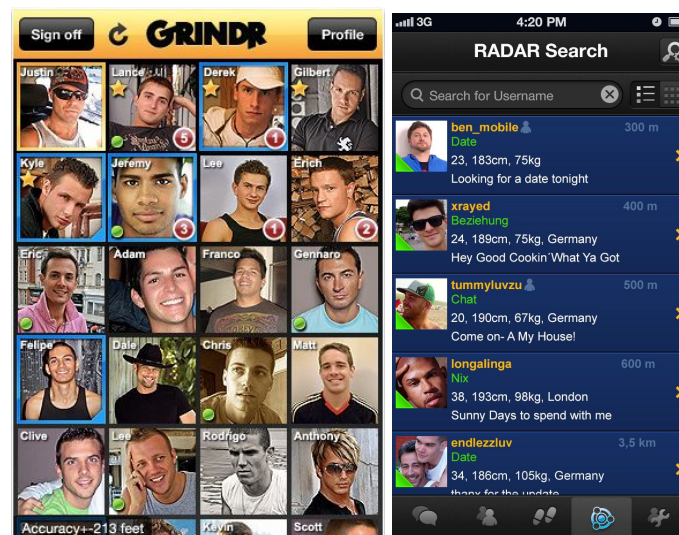 Sign off
GRINDR
Profile
Justin
Lance
Derek
Gilbert
5
1
Kyle
Jeremy
Lee
Erich
3
1
2
Eric
Adam
Franco
Gennaro
Felipe
Dale
Chris
Matt
Clive
Lee
Rodrigo
Anthony
Accuracy+-213 feet
Kevin
Scott
3G
4:20 PM
RADAR Search
Search for Username
ben_mobile
300 m
Date
23, 183cm, 75kg
Looking for a date tonight
xrayed
400 m
Beziehung
24, 189cm, 75kg, Germany
Hey Good Cookin´What Ya Got
tummyluvzu
500 m
Chat
20, 190cm, 67kg, Germany
Come on- A My House!
longalinga
600 m
Nix
38, 193cm, 98kg, London
Sunny Days to spend with me
endlezzluv
3,5 km
Date
34, 186cm, 105kg, Germany
thanx for the update